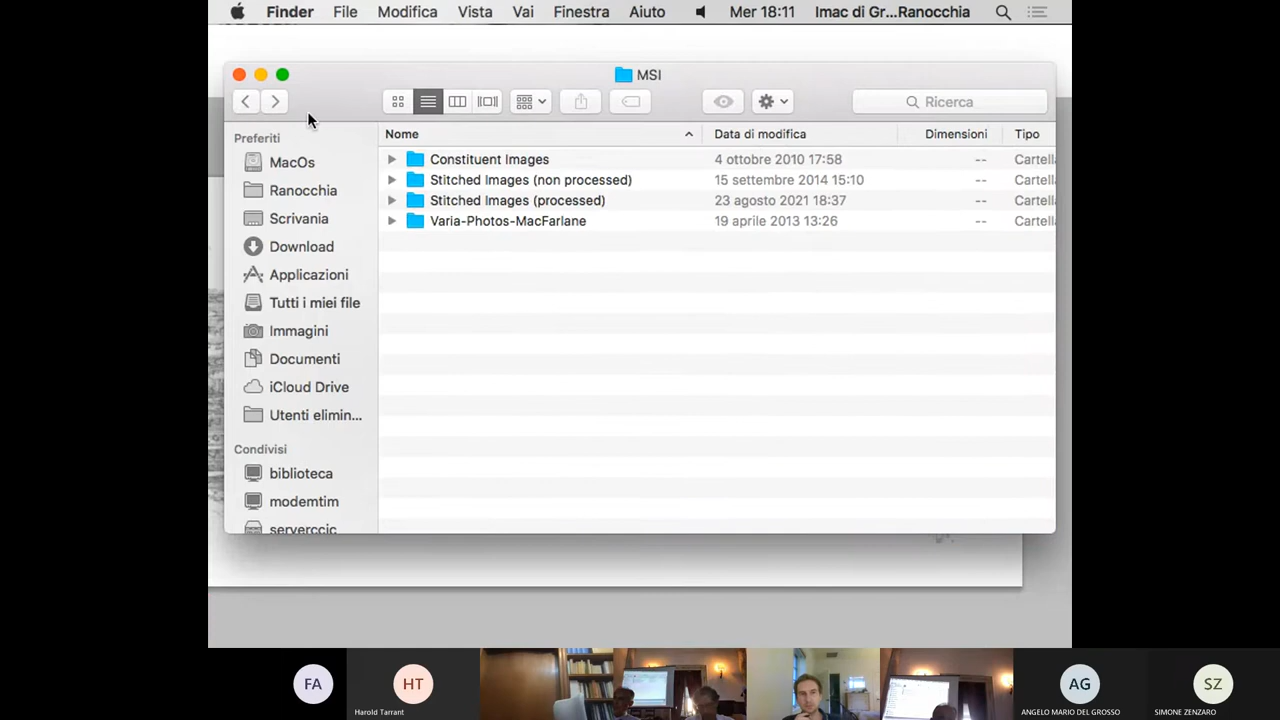 Finder File Modifica Vista Vai Finestra Aiuto Mer 18:11 Imac di Gr...Ranocchia
MSI
Ricerca
Preferiti
MacOs
Ranocchia
Scrivania
Download
Applicazioni
Tutti i miei file
Immagini
Documenti
iCloud Drive
Utenti elimin...
Condivisi
biblioteca
modemtim
serverccic
Nome Data di modifica Dimensioni Tipo
Constituent Images 4 ottobre 2010 17:58 -- Cartell
Stitched Images (non processed) 15 settembre 2014 15:10 -- Cartell
Stitched Images (processed) 23 agosto 2021 18:37 -- Cartell
Varia-Photos-MacFarlane 19 aprile 2013 13:26 -- Cartell
FA
HT
Harold Tarrant
AG
ANGELO MARIO DEL GROSSO
SZ
SIMONE ZENZARO